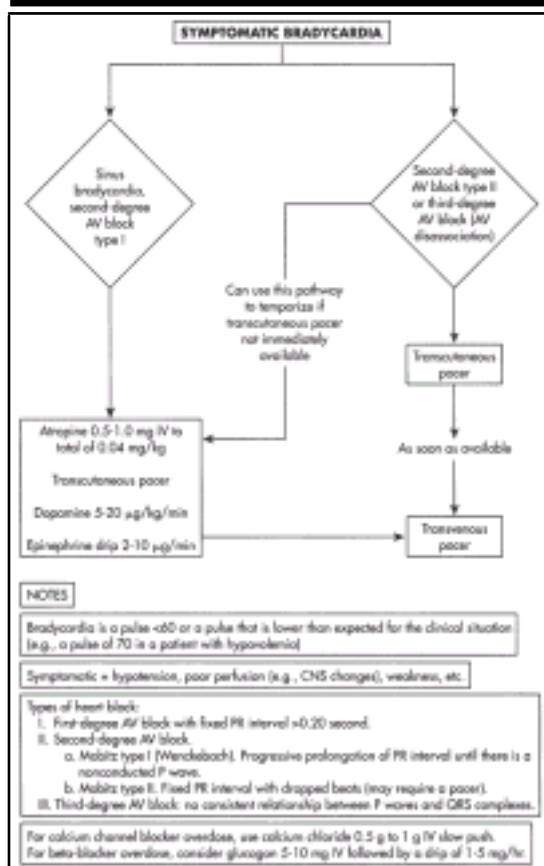 SYMPTOMATIC BRADYCARDIA
Sinus
bradycardia,
second-degree
AV block
type I
Second-degree
AV block type II
or third-degree
AV block (AV
disassociation)
Can use this pathway
to temporize if
transcutaneous pacer
not immediately
available
Transcutaneous
pacer
Atropine 0.5-1.0 mg IV to
total of 0.04 mg/kg
Transcutaneous pacer
Dopamine 5-20 μg/kg/min
Epinephrine drip 2-10 μg/min
As soon as available
Transvenous
pacer
NOTES
Bradycardia is a pulse <60 or a pulse that is lower than expected for the clinical situation
(e.g., a pulse of 70 in a patient with hypovolemia)
Symptomatic = hypotension, poor perfusion (e.g., CNS changes), weakness, etc.
Types of heart block:
I. First-degree AV block with fixed PR interval >0.20 second.
II. Second-degree AV block.
a. Mobitz type I (Wenckebach). Progressive prolongation of PR interval until there is a
nonconducted P wave.
b. Mobitz type II. Fixed PR interval with dropped beats (may require a pacer).
III. Third-degree AV block: no consistent relationship between P waves and QRS complexes.
For calcium channel blocker overdose, use calcium chloride 0.5 g to 1 g IV slow push.
For beta-blocker overdose, consider glucagon 5-10 mg IV followed by a drip of 1-5 mg/hr.